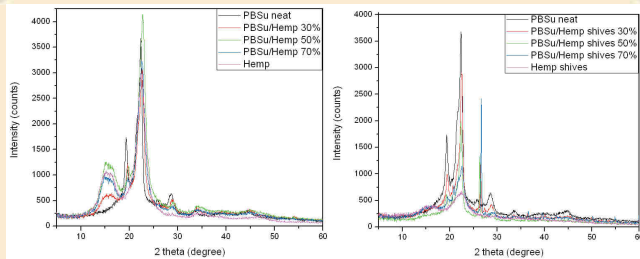 PBSu neat
PBSu/Hemp 30%
PBSu/Hemp 50%
PBSu/Hemp 70%
Hemp
4000
3500
3000
2500
2000
1500
1000
500
0
Intensity (counts)
10 20 30 40 50 60
2 theta (degree)
PBSu neat
PBSu/Hemp shives 30%
PBSu/Hemp shives 50%
PBSu/Hemp shives 70%
Hemp shives
4000
3500
3000
2500
2000
1500
1000
500
0
Intensity (counts)
10 20 30 40 50 60
2 theta (degree)